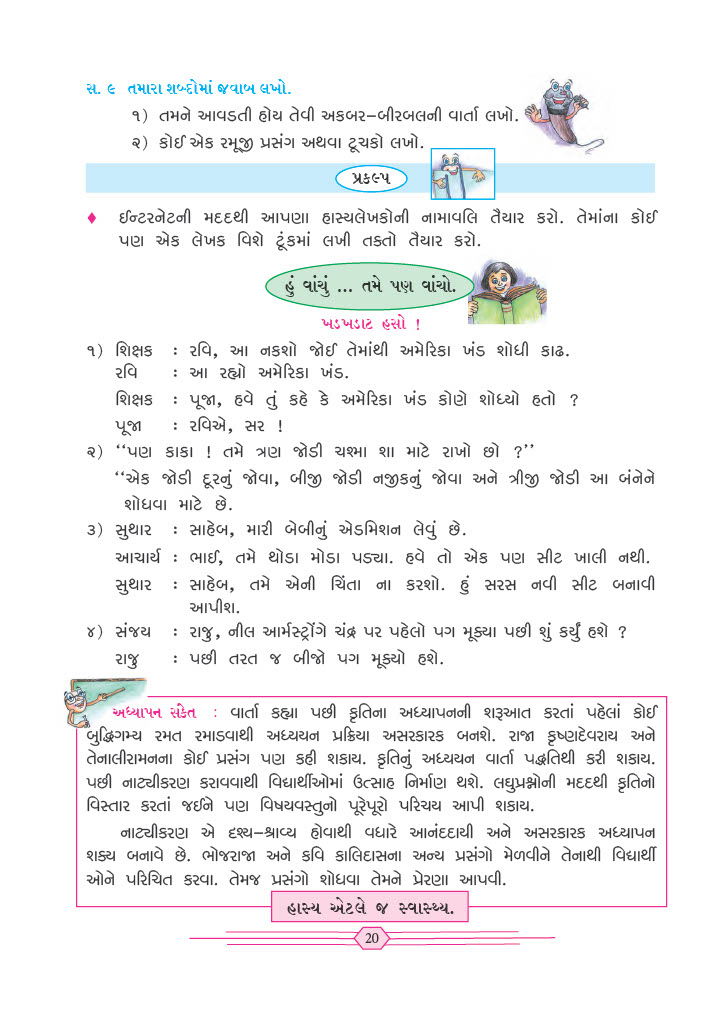 સ. ૯ તમારા શબ્દોમાં જવાબ લખો.
૧) તમને આવડતી હોય તેવી અકબર–બીરબલની વાર્તા લખો.
૨) કોઈ એક રમૂજી પ્રસંગ અથવા ટૂચકો લખો.
પ્રકલ્પ
♦ ઈન્ટરનેટની મદદથી આપણા હાસ્યલેખકોની નામાવલિ તૈયાર કરો. તેમાંના કોઈ
પણ એક લેખક વિશે ટૂંકમાં લખી તક્તો તૈયાર કરો.
હું વાંચું ... તમે પણ વાંચો.
ખડખડાટ હસો !
૧) શિક્ષક : રવિ, આ નકશો જોઈ તેમાંથી અમેરિકા ખંડ શોધી કાઢ.
રવિ : આ રહ્યો અમેરિકા ખંડ.
શિક્ષક : પૂજા, હવે તું કહે કે અમેરિકા ખંડ કોણે શોધ્યો હતો ?
પૂજા : રવિએ, સર !
૨) ‘‘પણ કાકા ! તમે ત્રણ જોડી ચશ્મા શા માટે રાખો છો ?’’
‘‘એક જોડી દૂરનું જોવા, બીજી જોડી નજીકનું જોવા અને ત્રીજી જોડી આ બંનેને
શોધવા માટે છે.
૩) સુથાર : સાહેબ, મારી બેબીનું એડમિશન લેવું છે.
આચાર્ય : ભાઈ, તમે થોડા મોડા પડ્યા. હવે તો એક પણ સીટ ખાલી નથી.
સુથાર : સાહેબ, તમે એની ચિંતા ના કરશો. હું સરસ નવી સીટ બનાવી
આપીશ.
૪) સંજય : રાજુ, નીલ આર્મસ્ટ્રોંગે ચંદ્ર પર પહેલો પગ મૂક્યા પછી શું કર્યું હશે ?
રાજુ : પછી તરત જ બીજો પગ મૂક્યો હશે.
અધ્યાપન સંકેત : વાર્તા કહ્યા પછી કૃતિના અધ્યાપનની શરૂઆત કરતાં પહેલાં કોઈ
બુદ્ધિગમ્ય રમત રમાડવાથી અધ્યયન પ્રક્રિયા અસરકારક બનશે. રાજા કૃષ્ણદેવરાય અને
તેનાલીરામનના કોઈ પ્રસંગ પણ કહી શકાય. કૃતિનું અધ્યયન વાર્તા પદ્ધતિથી કરી શકાય.
પછી નાટ્યીકરણ કરાવવાથી વિદ્યાર્થીઓમાં ઉત્સાહ નિર્માણ થશે. લઘુપ્રશ્નોની મદદથી કૃતિનો
વિસ્તાર કરતાં જઈને પણ વિષયવસ્તુનો પૂરેપૂરો પરિચય આપી શકાય.
નાટ્યીકરણ એ દૃશ્ય–શ્રાવ્ય હોવાથી વધારે આનંદદાયી અને અસરકારક અધ્યાપન
શક્ય બનાવે છે. ભોજરાજા અને કવિ કાલિદાસના અન્ય પ્રસંગો મેળવીને તેનાથી વિદ્યાર્થી
ઓને પરિચિત કરવા. તેમજ પ્રસંગો શોધવા તેમને પ્રેરણા આપવી.
હાસ્ય એટલે જ સ્વાસ્થ્ય.
20